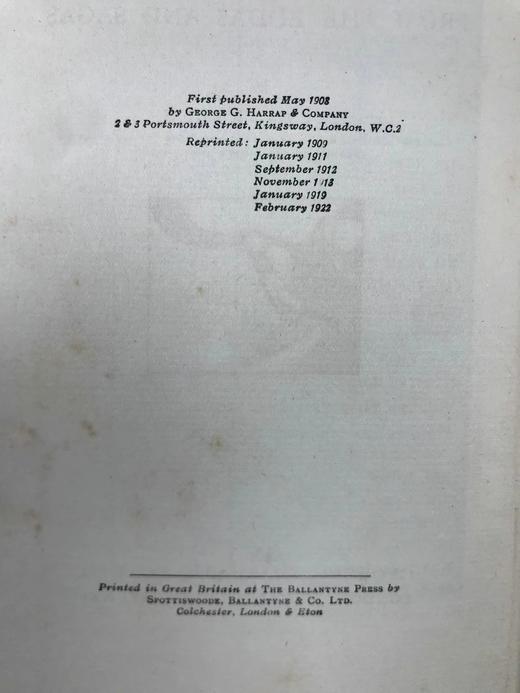 First published May 1908
by GEORGE G. HARRAP & COMPANY
2 & 3 Portsmouth Street, Kingsway, London, W.C.2
Reprinted: January 1909
January 1911
September 1912
November
January 1919
February 1922
Printed in Great Britain at THE BALLANTYNE PRESS by
SPOTTISWOODE, BALLANTYNE & CO. LTD.
Colchester, London & Eton